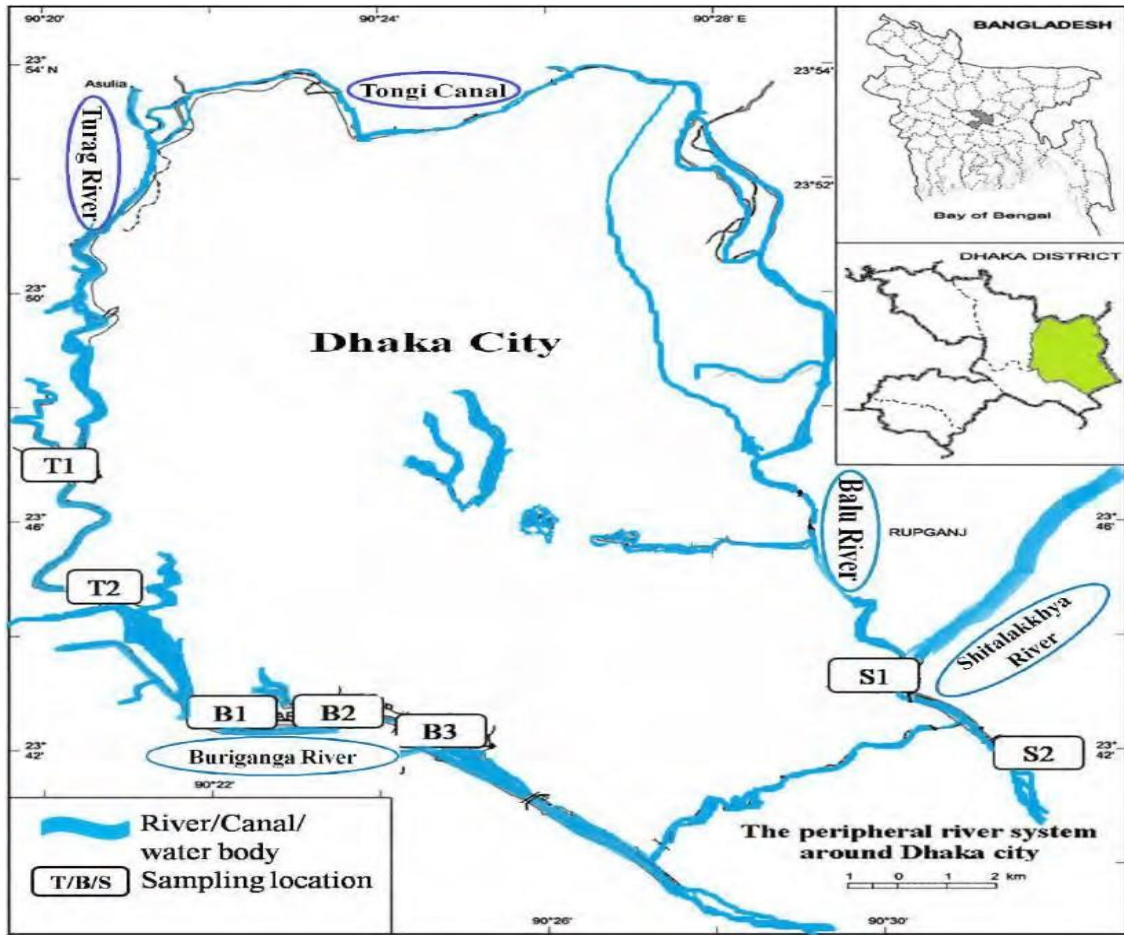 90°20'
90°24'
90°28' E
23°
54' N
Asulia
Tongi Canal
Turag River
23°54'
BANGLADESH
Bay of Bengal
23°52'
DHAKA DISTRICT
23°
50'
Dhaka City
T1
23°
46'
Balu River
RUPGANJ
23°
46'
T2
Shitalakkhya
River
S1
B1
B2
B3
S2
23°
42'
Buriganga River
23°
42'
90°22'
River/Canal/
water body
T/B/S Sampling location
The peripheral river system
around Dhaka city
1 0 1 2 km
90°26'
90°30'